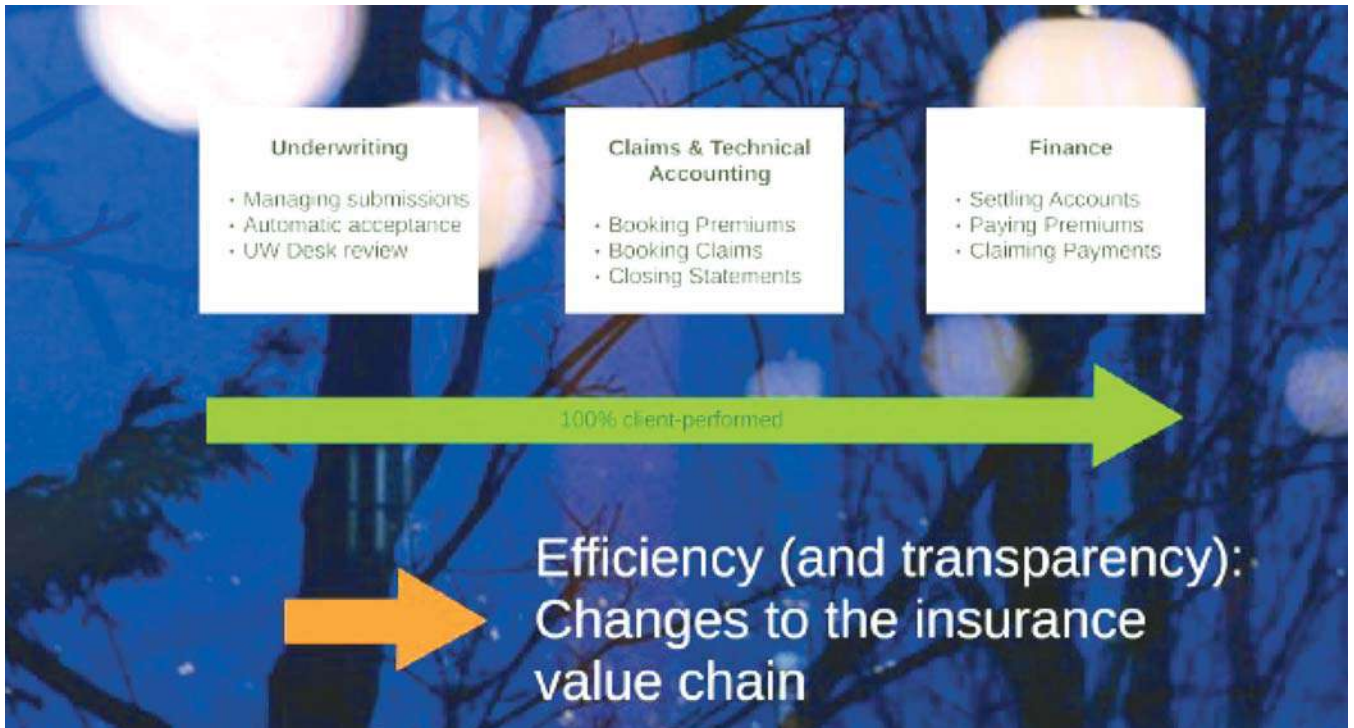 Underwriting
• Managing submissions
• Automatic acceptance
• UW Desk review
Claims & Technical
Accounting
• Booking Premiums
• Booking Claims
• Closing Statements
Finance
• Settling Accounts
• Paying Premiums
• Claiming Payments
100% client-performed
Efficiency (and transparency):
Changes to the insurance
value chain